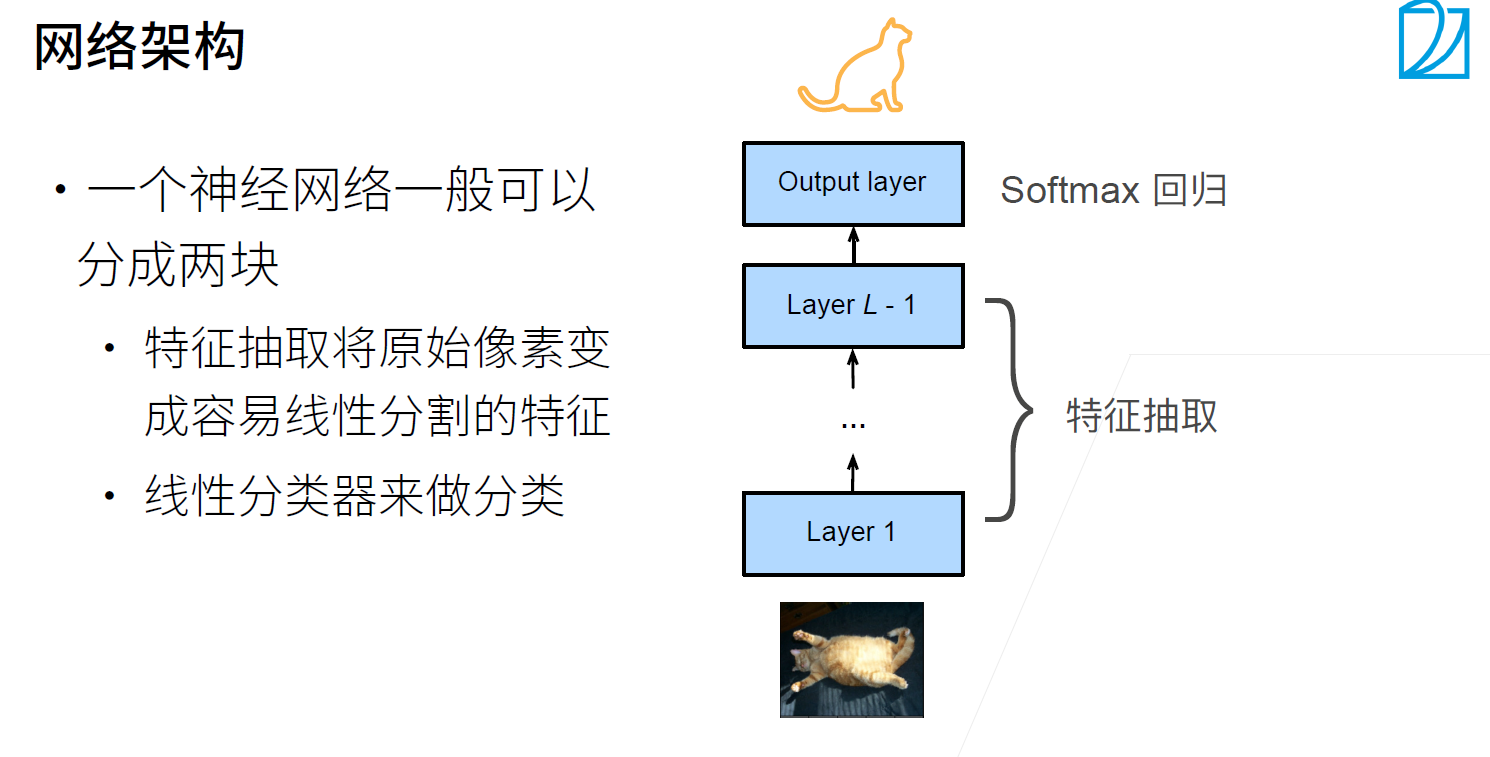 网络架构
• 一个神经网络一般可以
分成两块
• 特征抽取将原始像素变
成容易线性分割的特征
• 线性分类器来做分类
Output layer
Softmax 回归
Layer L - 1
...
特征抽取
Layer 1